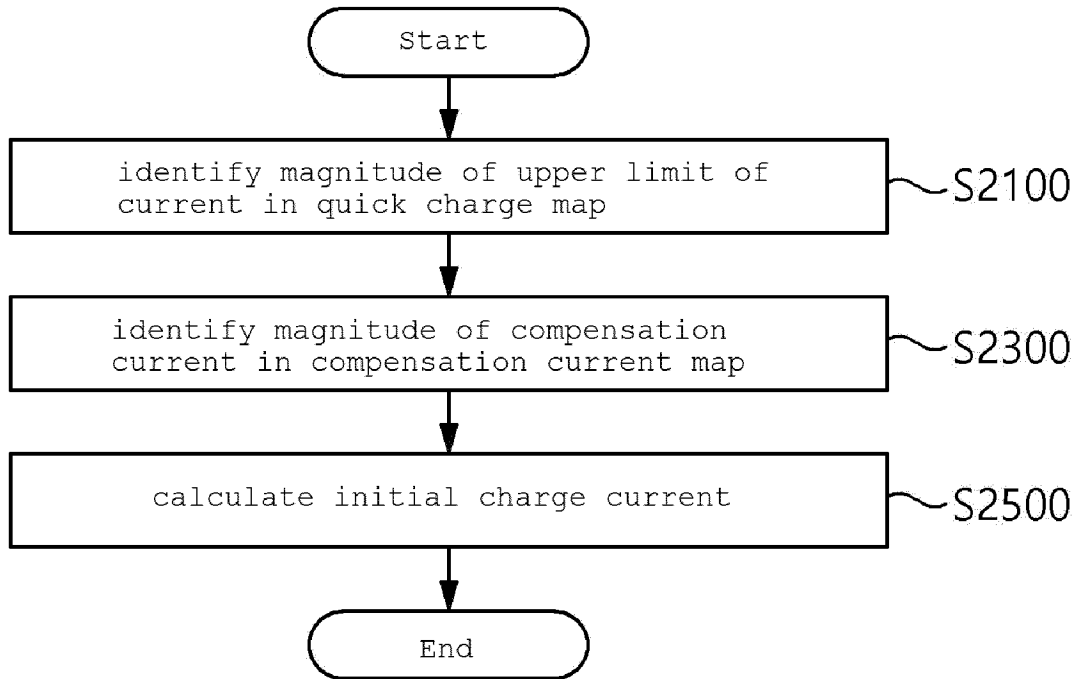 Start
identify magnitude of upper limit of
current in quick charge map
S2100
identify magnitude of compensation
current in compensation current map
S2300
calculate initial charge current
S2500
End